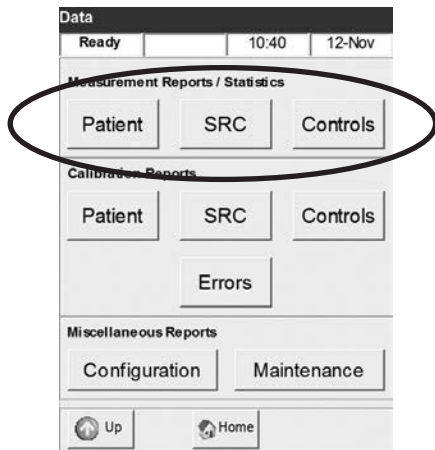 Data
Ready 10:40 12-Nov
Measurement Reports / Statistics
Patient SRC Controls
Calibration Reports
Patient SRC Controls
Errors
Miscellaneous Reports
Configuration Maintenance
Up Home